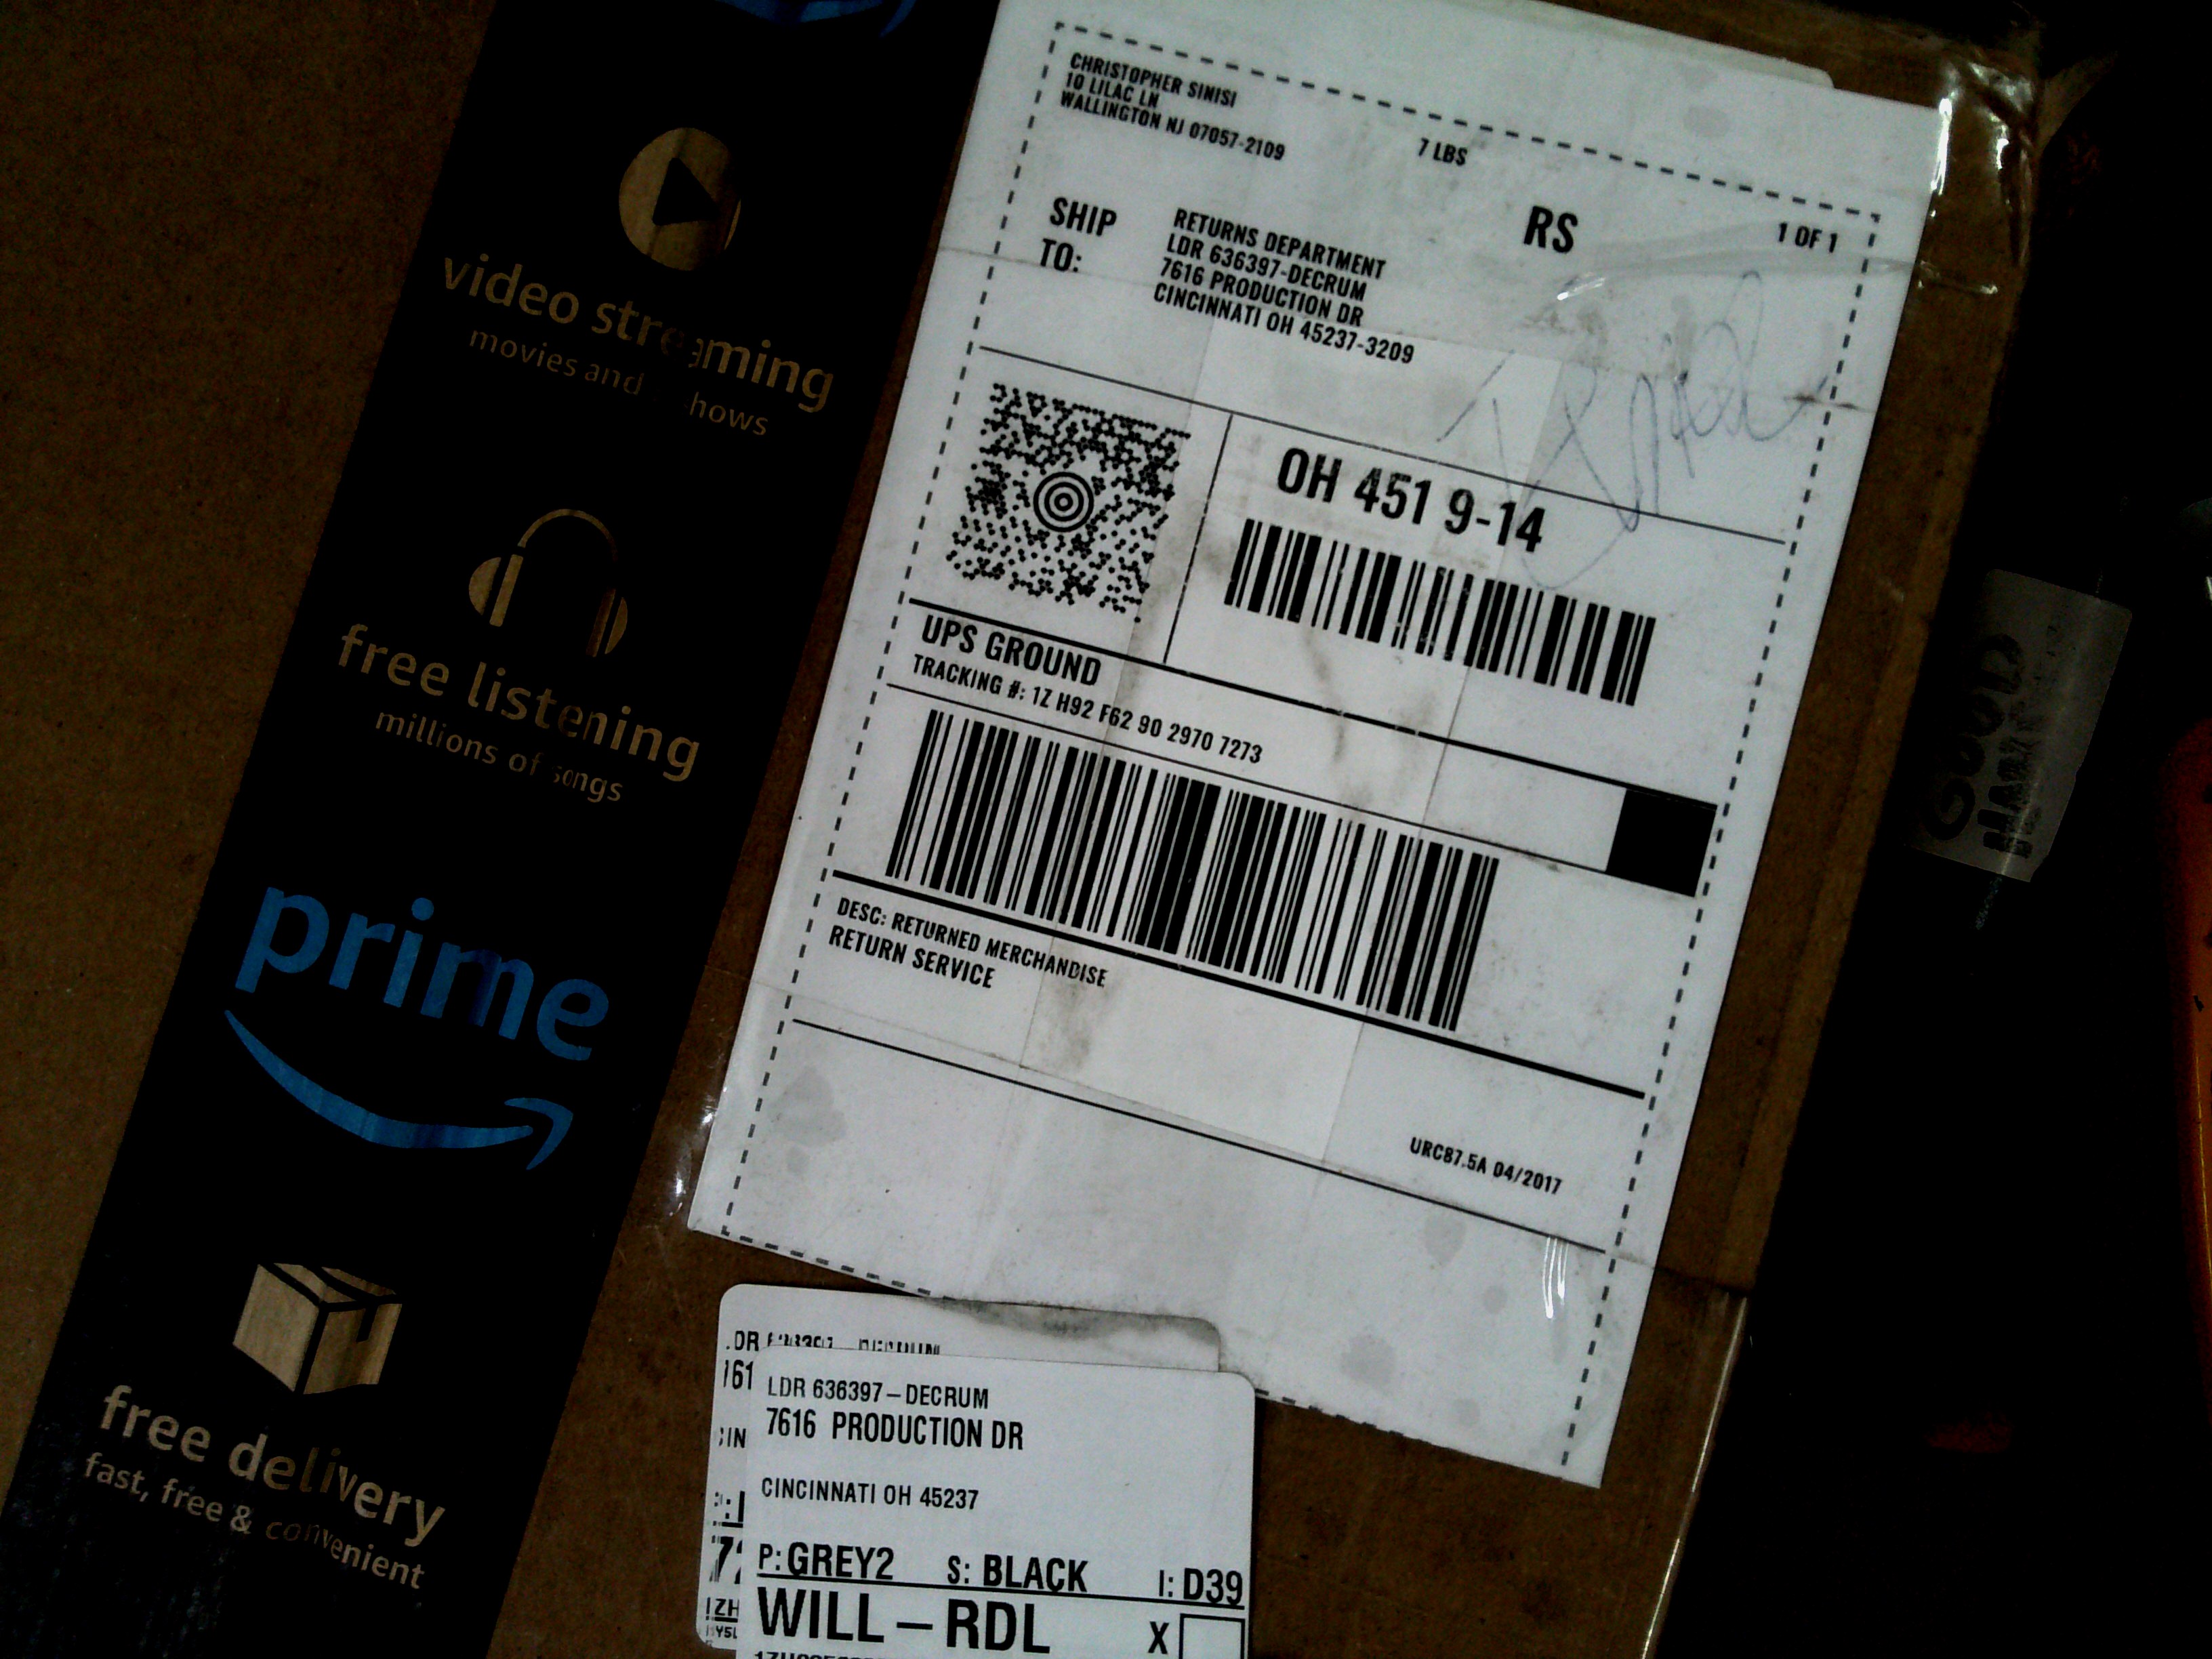 video streaming
movies and shows
free listening
millions of songs
prime
free delivery
fast, free & convenient
CHRISTOPHER SINISI
10 LILAC LN
WALLINGTON NJ 07057-2109
7 LBS
RS
1 OF 1
SHIP
TO:
RETURNS DEPARTMENT
LDR 636397-DECRUM
7616 PRODUCTION DR
CINCINNATI OH 45237-3209
OH 451 9-14
UPS GROUND
TRACKING #: 1Z H92 F62 90 2970 7273
DESC: RETURNED MERCHANDISE
RETURN SERVICE
URC87.5A 04/2017
LDR 636397-DECRUM
7616 PRODUCTION DR
CINCINNATI OH 45237
P: GREY2 S: BLACK I: D39
WILL-RDL X
GOOD